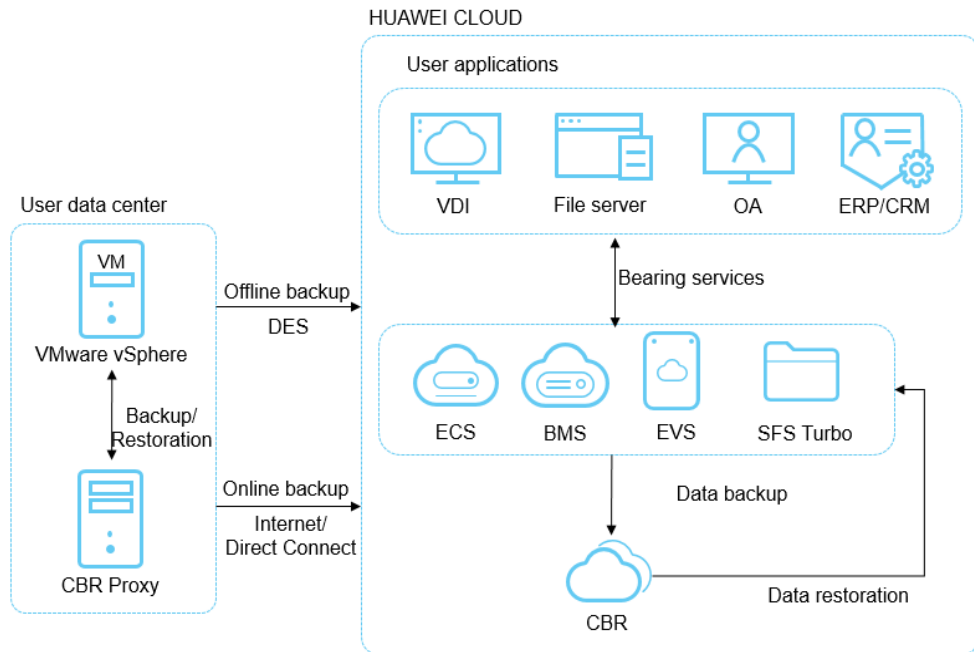 HUAWEI CLOUD
User applications
VDI
File server
OA
ERP/CRM
User data center
VM
VMware vSphere
Backup/
Restoration
CBR Proxy
Offline backup
DES
Online backup
Internet/
Direct Connect
Bearing services
ECS
BMS
EVS
SFS Turbo
Data backup
CBR
Data restoration